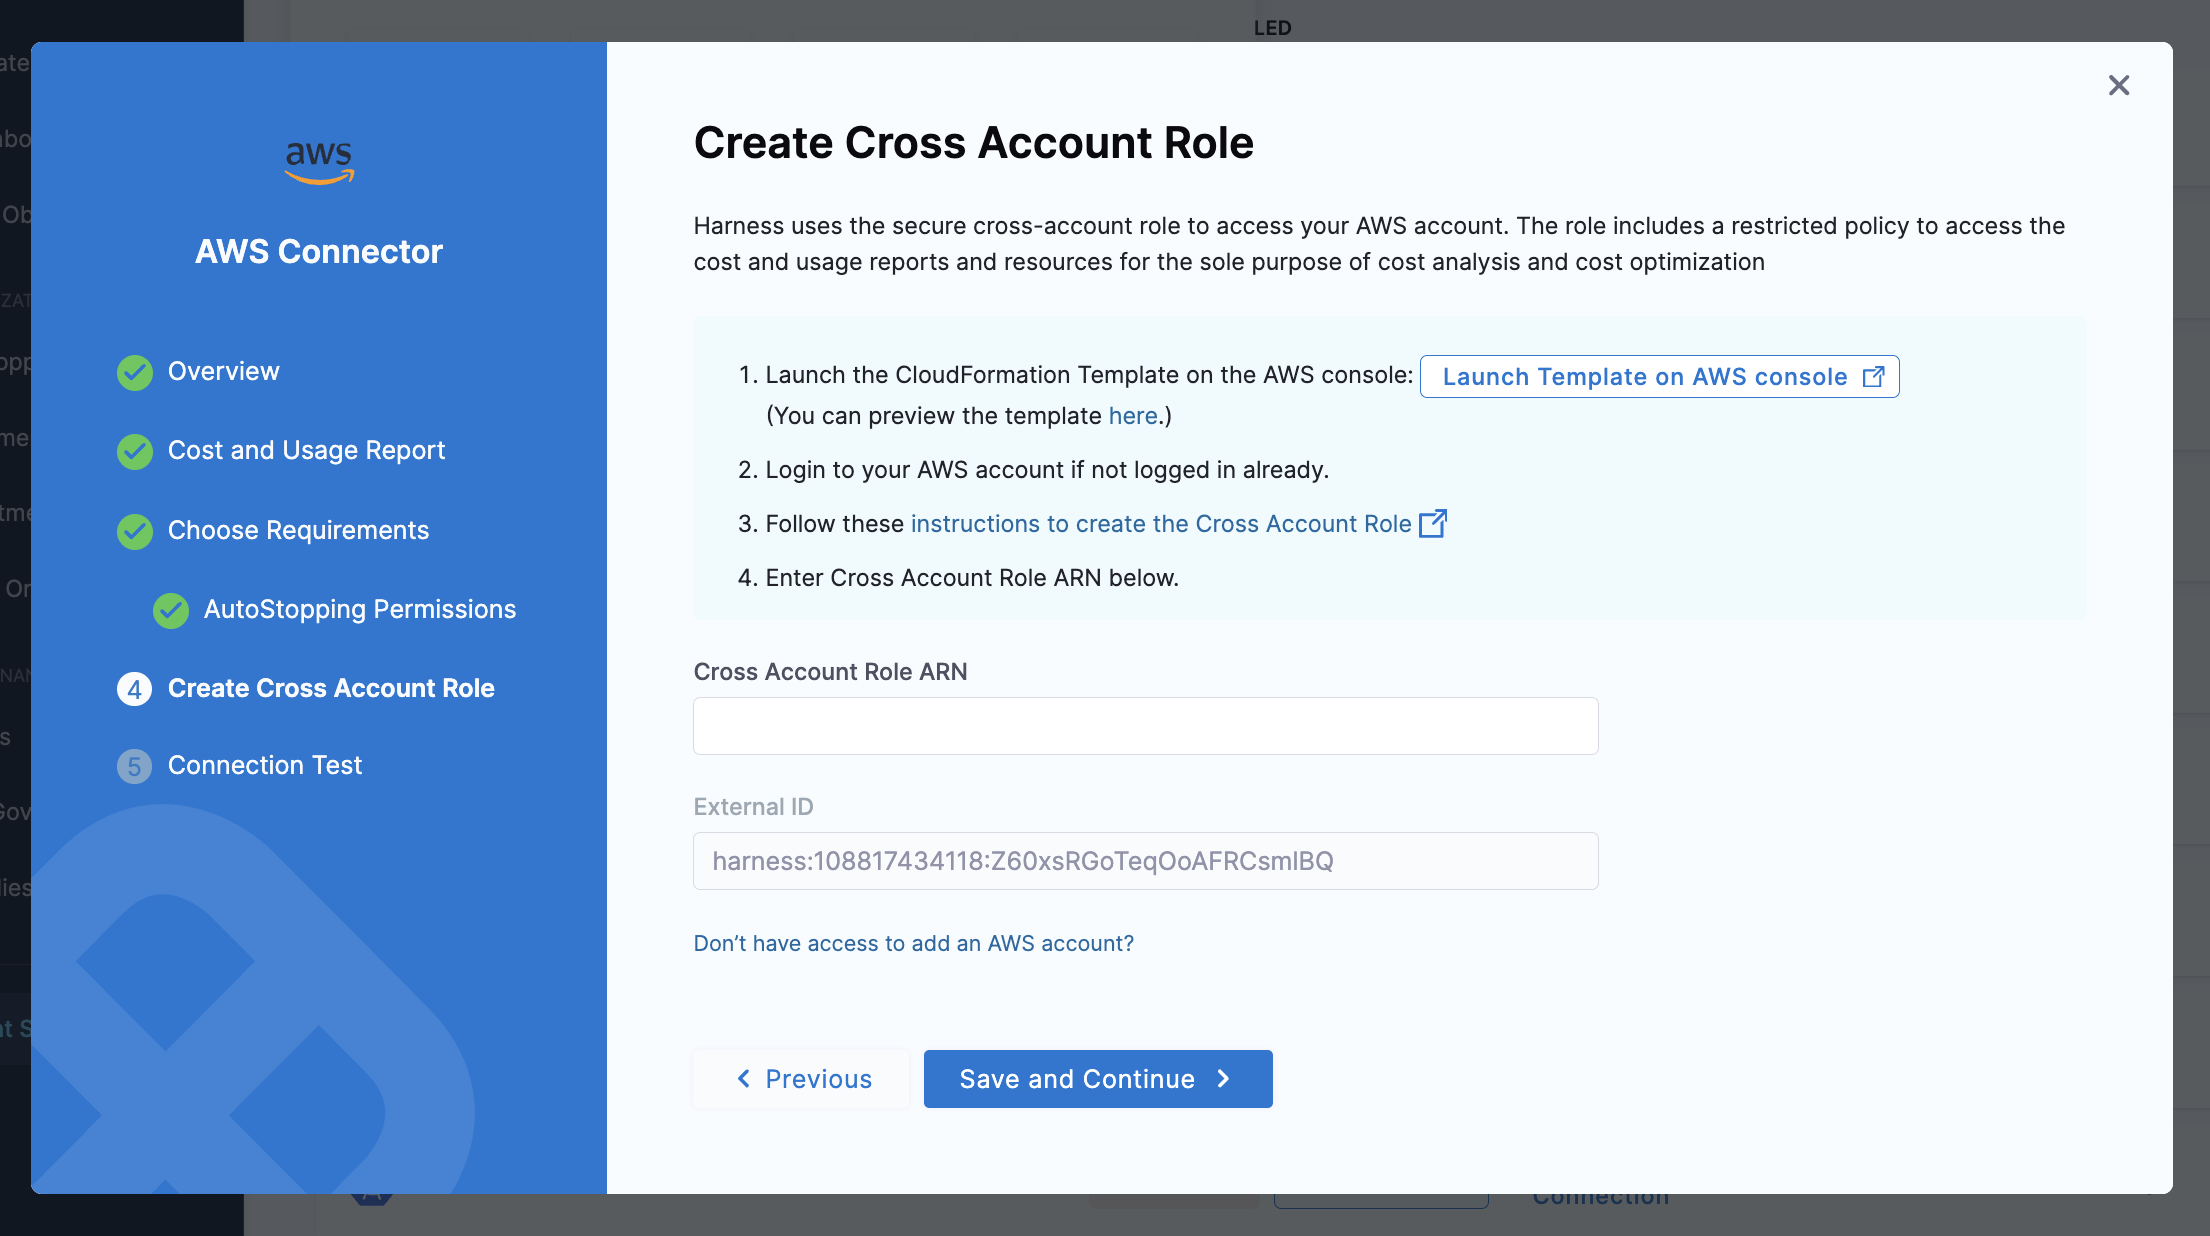 LED
aws
AWS Connector
Overview
Cost and Usage Report
Choose Requirements
AutoStopping Permissions
4 Create Cross Account Role
5 Connection Test
Create Cross Account Role
Harness uses the secure cross-account role to access your AWS account. The role includes a restricted policy to access the
cost and usage reports and resources for the sole purpose of cost analysis and cost optimization
1. Launch the CloudFormation Template on the AWS console: Launch Template on AWS console
(You can preview the template here.)
2. Login to your AWS account if not logged in already.
3. Follow these instructions to create the Cross Account Role
4. Enter Cross Account Role ARN below.
Cross Account Role ARN
External ID
harness:108817434118:Z60xsRGoTeqOoAFRCsmIBQ
Don't have access to add an AWS account?
Previous
Save and Continue
Connection